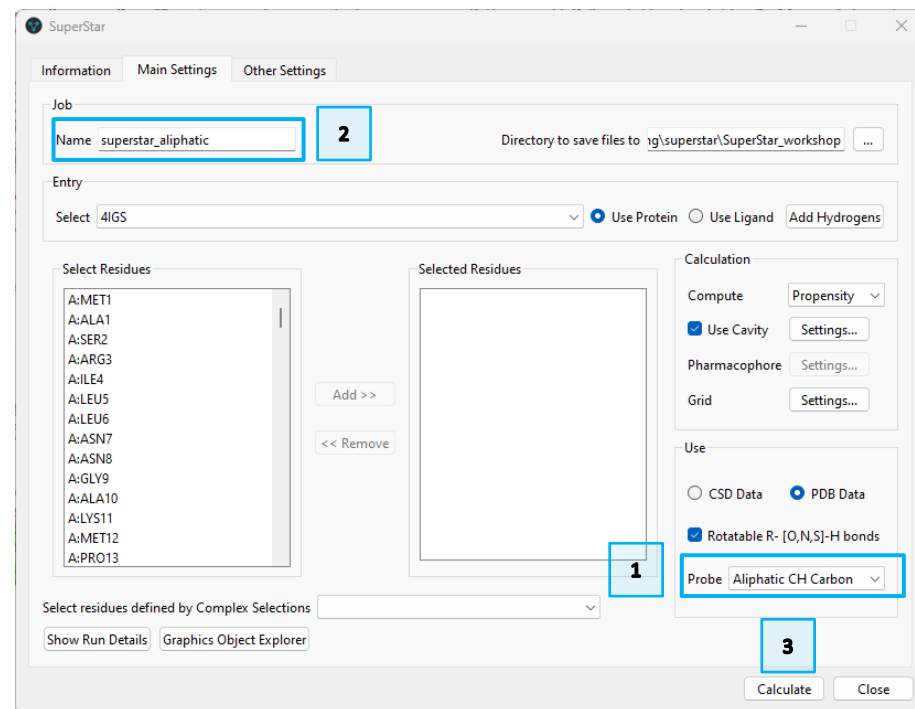 SuperStar
Information Main Settings Other Settings
Job
Name superstar_aliphatic
2
Directory to save files to ng\superstar\SuperStar_workshop ...
Entry
Select 4IGS Use Protein Use Ligand Add Hydrogens
Select Residues
A:MET1
A:ALA1
A:SER2
A:ARG3
A:ILE4
A:LEU5
A:LEU6
A:ASN7
A:ASN8
A:GLY9
A:ALA10
A:LYS11
A:MET12
A:PRO13
Add >>
<< Remove
Selected Residues
Calculation
Compute Propensity
Use Cavity Settings...
Pharmacophore Settings...
Grid Settings...
Use
CSD Data PDB Data
Rotatable R- [O,N,S]-H bonds
1
Probe Aliphatic CH Carbon
Select residues defined by Complex Selections
Show Run Details Graphics Object Explorer
3
Calculate Close